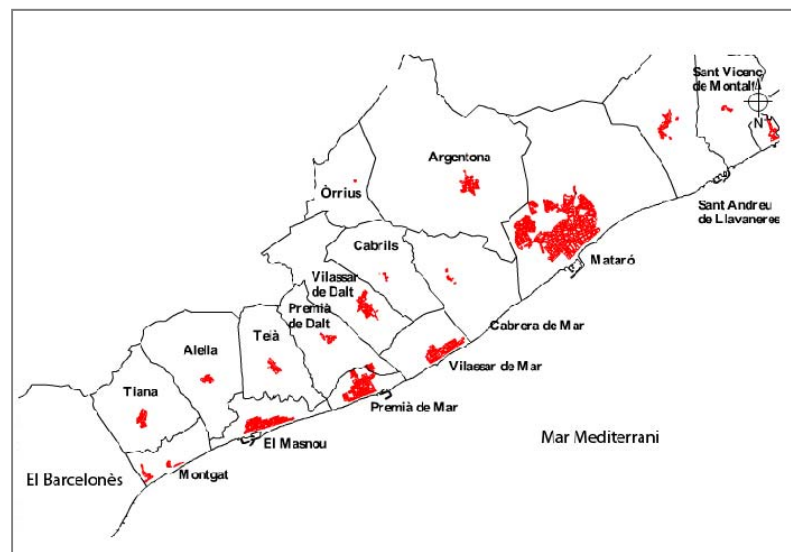 Sant Vicenç
de Montalt
N
Argentona
Òrrius
Sant Andreu
de Llavaneres
Cabrils
Mataró
Vilassar
de Dalt
Premià
de Dalt
Cabrera de Mar
Teià
Alella
Vilassar de Mar
Tiana
Premià de Mar
El Masnou
Mar Mediterrani
Montgat
El Barcelonès